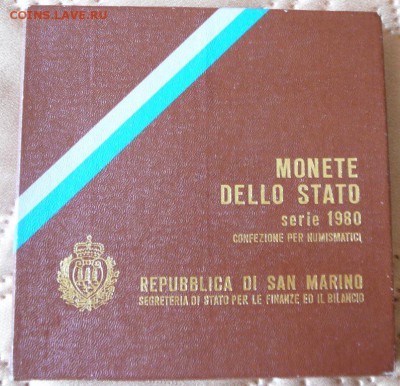 COINS.LAVE.RU
MONETE
DELLO STATO
serie 1980
CONFEZIONE PER NUMISMATICI
REPUBBLICA DI SAN MARINO
SEGRETERIA DI STATO PER LE FINANZE ED IL BILANCIO